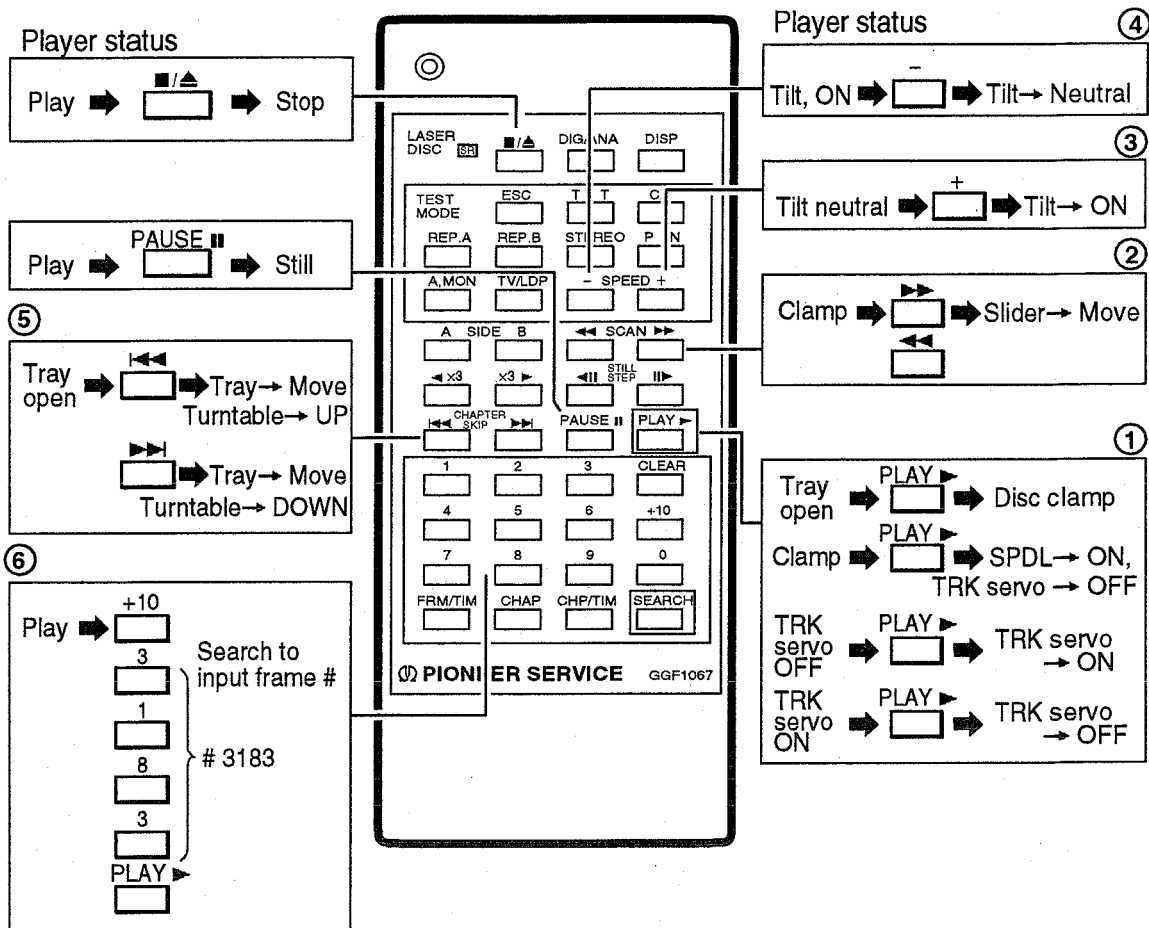 Player status
Play ■/▲ Stop
Play PAUSE II Still
⑤
Tray open |◀◀ Tray→ Move
Turntable→ UP
▶▶| Tray→ Move
Turntable→ DOWN
⑥
Play +10
3
Search to
input frame #
1
# 3183
8
3
PLAY ▶
LASER
DISC SR ■/▲ DISP
TEST
MODE ESC
REP.A REP.B
A,MON TV/LDP – SPEED +
A SIDE B ◀◀ SCAN ▶▶
◀ x3 x3 ▶ ◀II STILL
STEP II▶
|◀◀ CHAPTER
SKIP ▶▶| PAUSE II PLAY ▶
1 2 3 CLEAR
4 5 6 +10
7 8 9 0
FRM/TIM CHAP CHP/TIM SEARCH
PIONEER SERVICE GGF1067
Player status ④
Tilt, ON – Tilt→ Neutral
③
Tilt neutral + Tilt→ ON
②
Clamp ▶▶ Slider→ Move
◀◀
①
Tray open PLAY ▶ Disc clamp
Clamp PLAY ▶ SPDL→ ON,
TRK servo → OFF
TRK servo OFF PLAY ▶ TRK servo
→ ON
TRK servo ON PLAY ▶ TRK servo
→ OFF